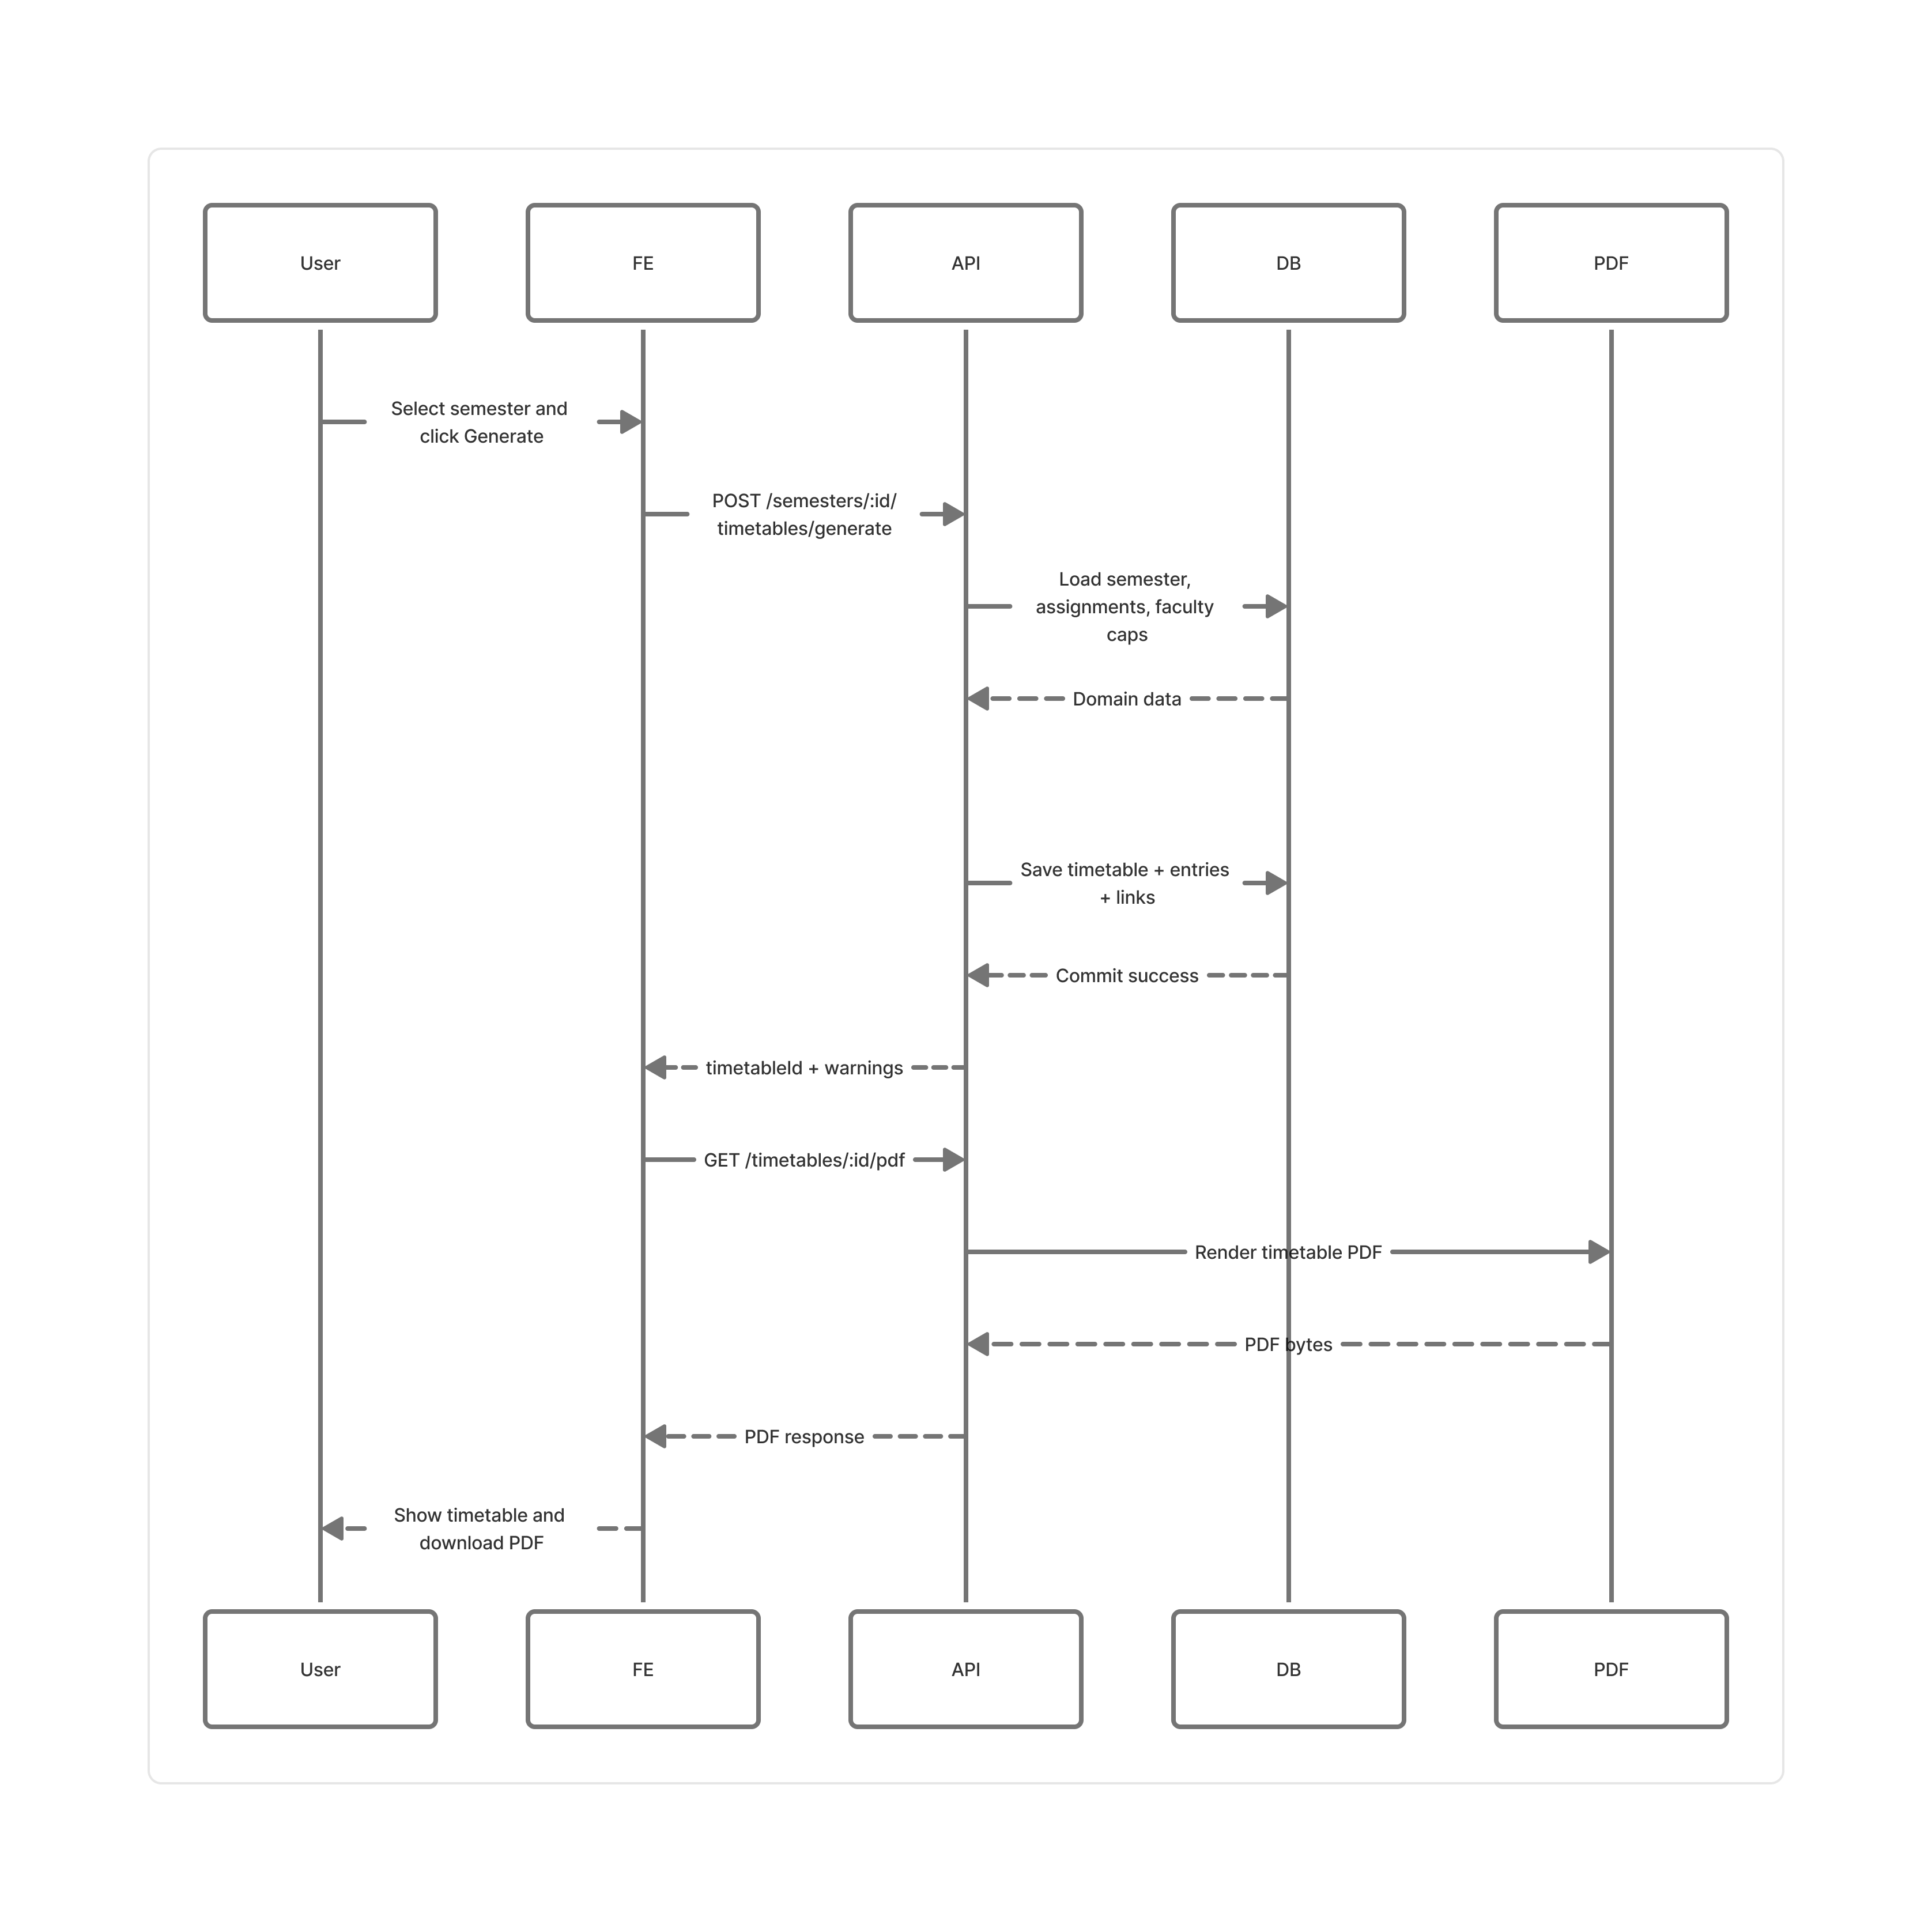 User
FE
API
DB
PDF
Select semester and
click Generate
POST /semesters/:id/
timetables/generate
Load semester,
assignments, faculty
caps
Domain data
Save timetable + entries
+ links
Commit success
timetableId + warnings
GET /timetables/:id/pdf
Render timetable PDF
PDF bytes
PDF response
Show timetable and
download PDF
User
FE
API
DB
PDF